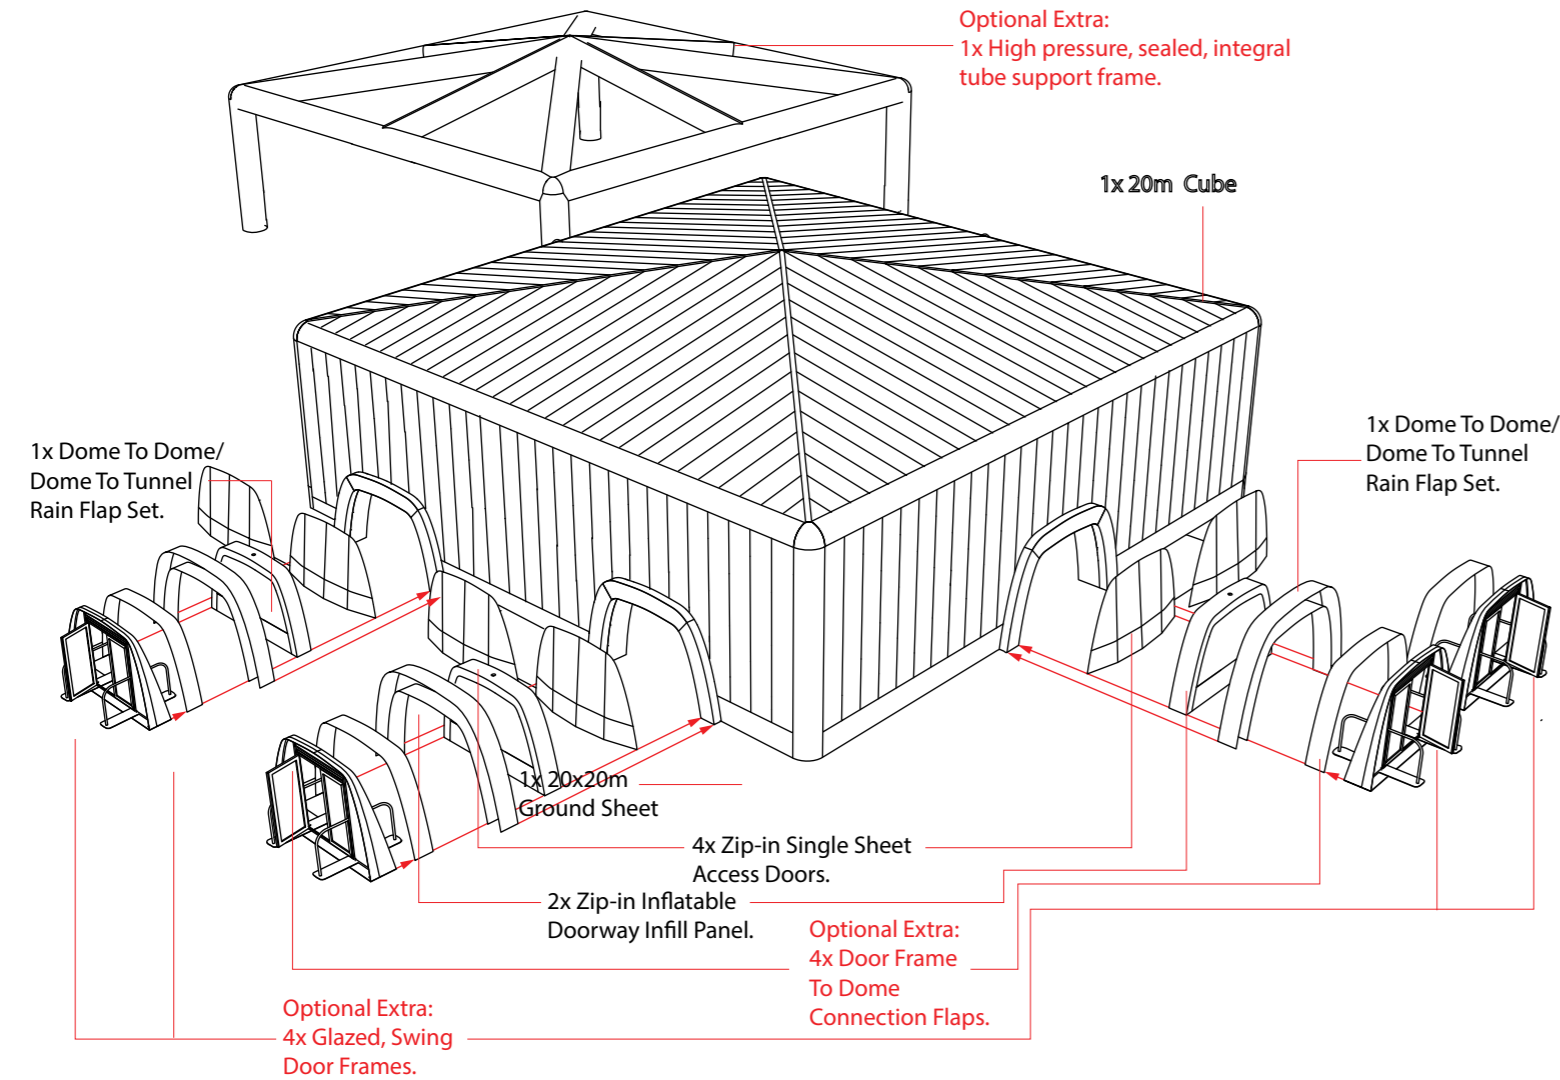 Optional Extra:
1x High pressure, sealed, integral
tube support frame.
1x 20m Cube
1x Dome To Dome/
Dome To Tunnel
Rain Flap Set.
1x Dome To Dome/
Dome To Tunnel
Rain Flap Set.
1x 20x20m
Ground Sheet
4x Zip-in Single Sheet
Access Doors.
2x Zip-in Inflatable
Doorway Infill Panel.
Optional Extra:
4x Door Frame
To Dome
Connection Flaps.
Optional Extra:
4x Glazed, Swing
Door Frames.